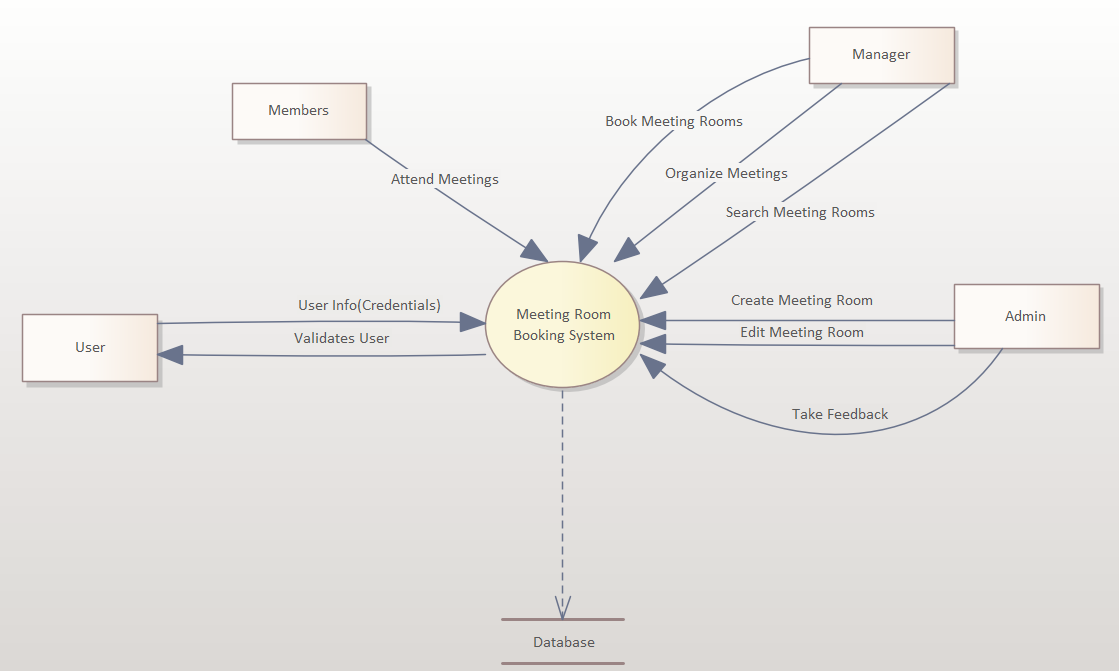 Manager
Members
Book Meeting Rooms
Organize Meetings
Attend Meetings
Search Meeting Rooms
User Info(Credentials)
Create Meeting Room
Meeting Room
Booking System
Admin
Validates User
Edit Meeting Room
User
Take Feedback
Database